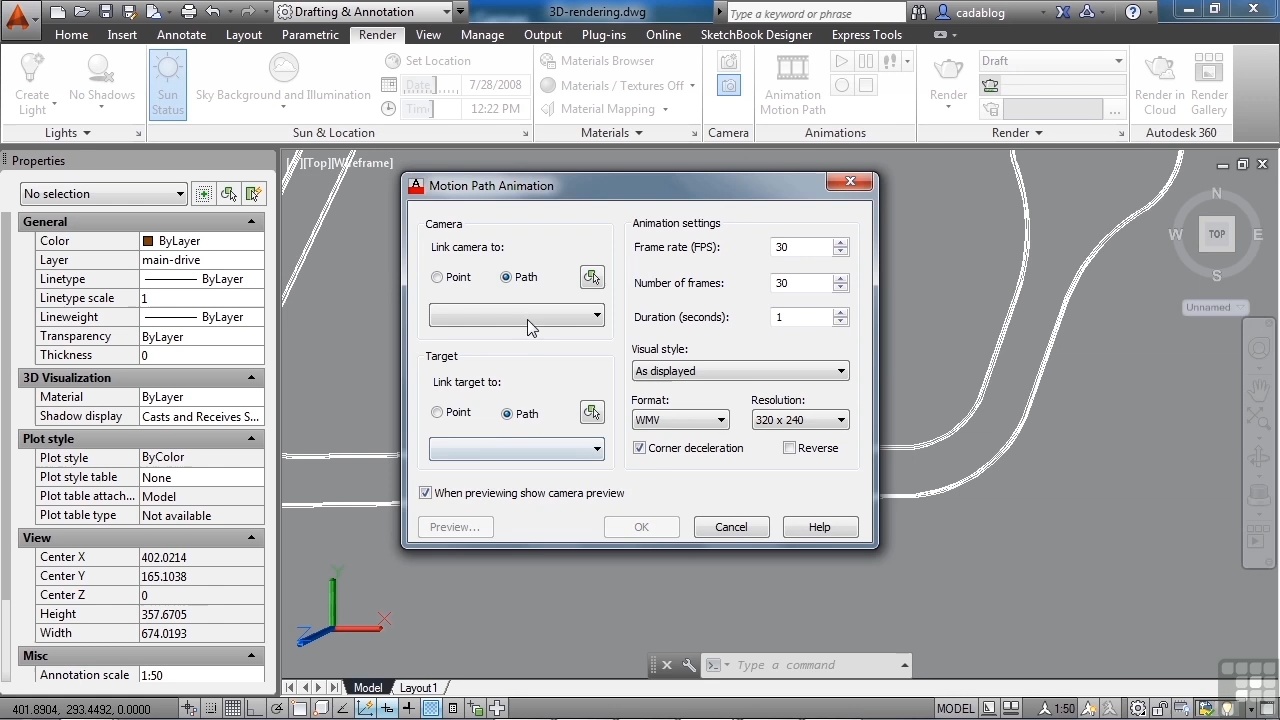 Drafting & Annotation
3D-rendering.dwg
Type a keyword or phrase
cadablog
Home Insert Annotate Layout Parametric Render View Manage Output Plug-ins Online SketchBook Designer Express Tools
Create Light
No Shadows
Sun Status
Sky Background and Illumination
Set Location
Date 7/28/2008
Time 12:22 PM
Materials Browser
Materials / Textures Off
Material Mapping
Animation Motion Path
Render
Draft
Render in Cloud
Render Gallery
Lights
Sun & Location
Materials
Camera
Animations
Render
Autodesk 360
Properties
No selection
General
Color ByLayer
Layer main-drive
Linetype ByLayer
Linetype scale 1
Lineweight ByLayer
Transparency ByLayer
Thickness 0
3D Visualization
Material ByLayer
Shadow display Casts and Receives S...
Plot style
Plot style ByColor
Plot style table None
Plot table attach... Model
Plot table type Not available
View
Center X 402.0214
Center Y 165.1038
Center Z 0
Height 357.6705
Width 674.0193
Misc
Annotation scale 1:50
[-][Top][Wireframe]
Motion Path Animation
Camera
Link camera to:
Point Path
Target
Link target to:
Point Path
Animation settings
Frame rate (FPS): 30
Number of frames: 30
Duration (seconds): 1
Visual style:
As displayed
Format: Resolution:
WMV 320 x 240
Corner deceleration Reverse
When previewing show camera preview
Preview... OK Cancel Help
N
W TOP E
S
Unnamed
Y
X
Z
Type a command
Model Layout1
401.8904, 293.4492, 0.0000
MODEL
1:50